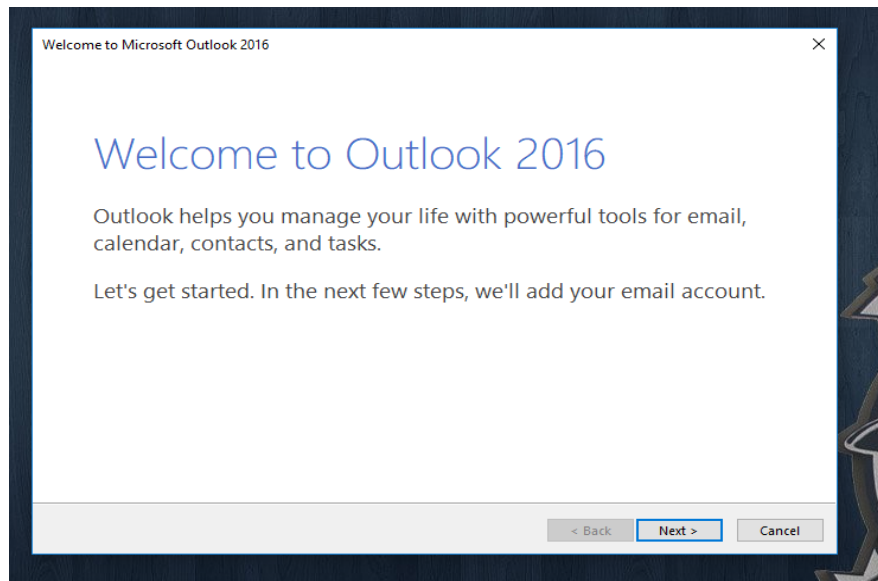 Welcome to Microsoft Outlook 2016
Welcome to Outlook 2016
Outlook helps you manage your life with powerful tools for email,
calendar, contacts, and tasks.
Let's get started. In the next few steps, we'll add your email account.
< Back Next > Cancel